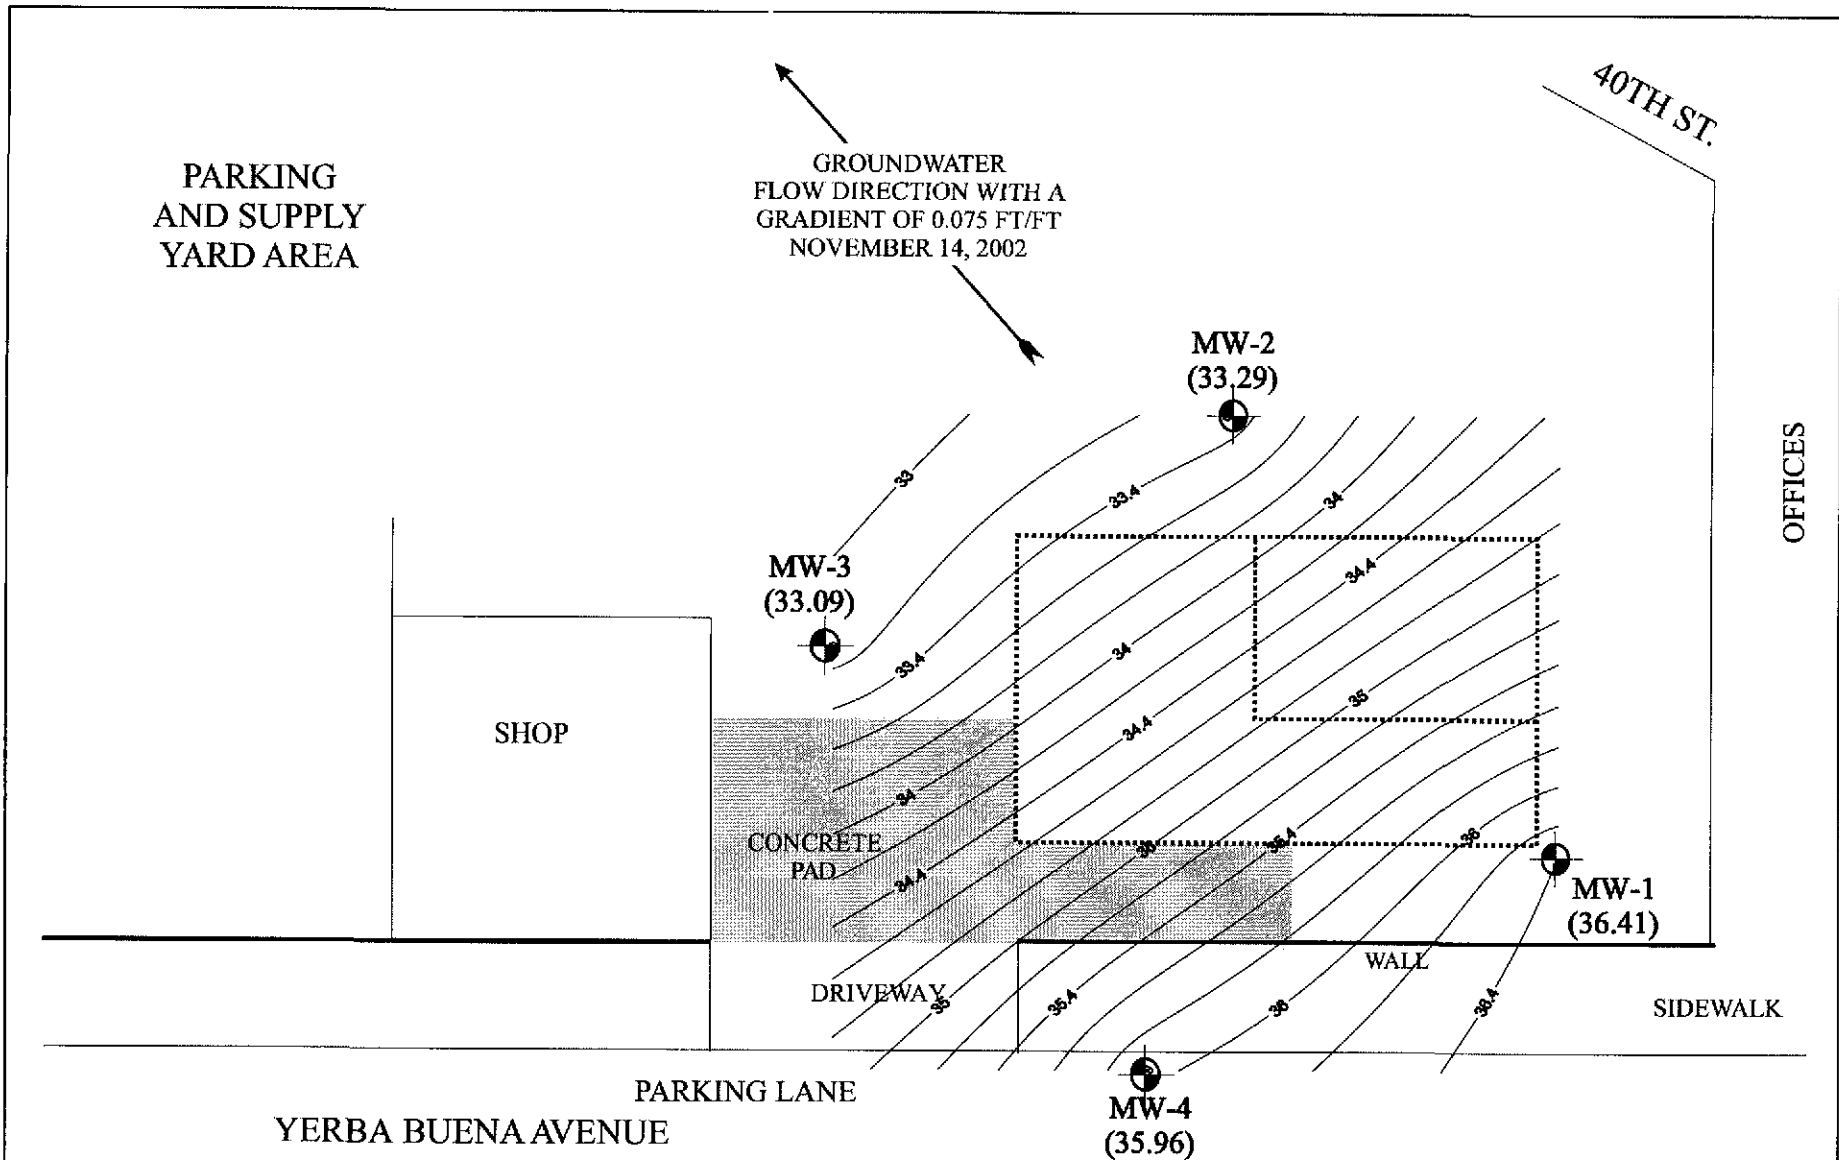 40TH ST.
PARKING
AND SUPPLY
YARD AREA
GROUNDWATER
FLOW DIRECTION WITH A
GRADIENT OF 0.075 FT/FT
NOVEMBER 14, 2002
MW-2
(33.29)
OFFICES
33
33.4
34
MW-3
(33.09)
34.4
33.4
34
35
34.4
SHOP
34
CONCRETE
PAD
34.4
35
35.4
36
MW-1
(36.41)
WALL
DRIVEWAY
35
35.4
36
36.4
SIDEWALK
PARKING LANE
MW-4
(35.96)
YERBA BUENA AVENUE